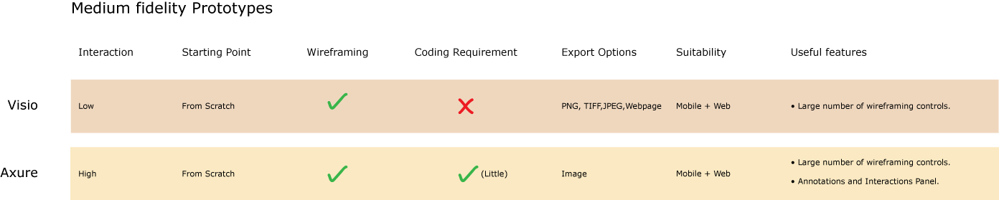 Medium fidelity Prototypes
Interaction Starting Point Wireframing Coding Requirement Export Options Suitability Useful features
Visio Low From Scratch PNG, TIFF,JPEG,Webpage Mobile + Web • Large number of wireframing controls.
Axure High From Scratch (Little) Image Mobile + Web • Large number of wireframing controls.
• Annotations and Interactions Panel.